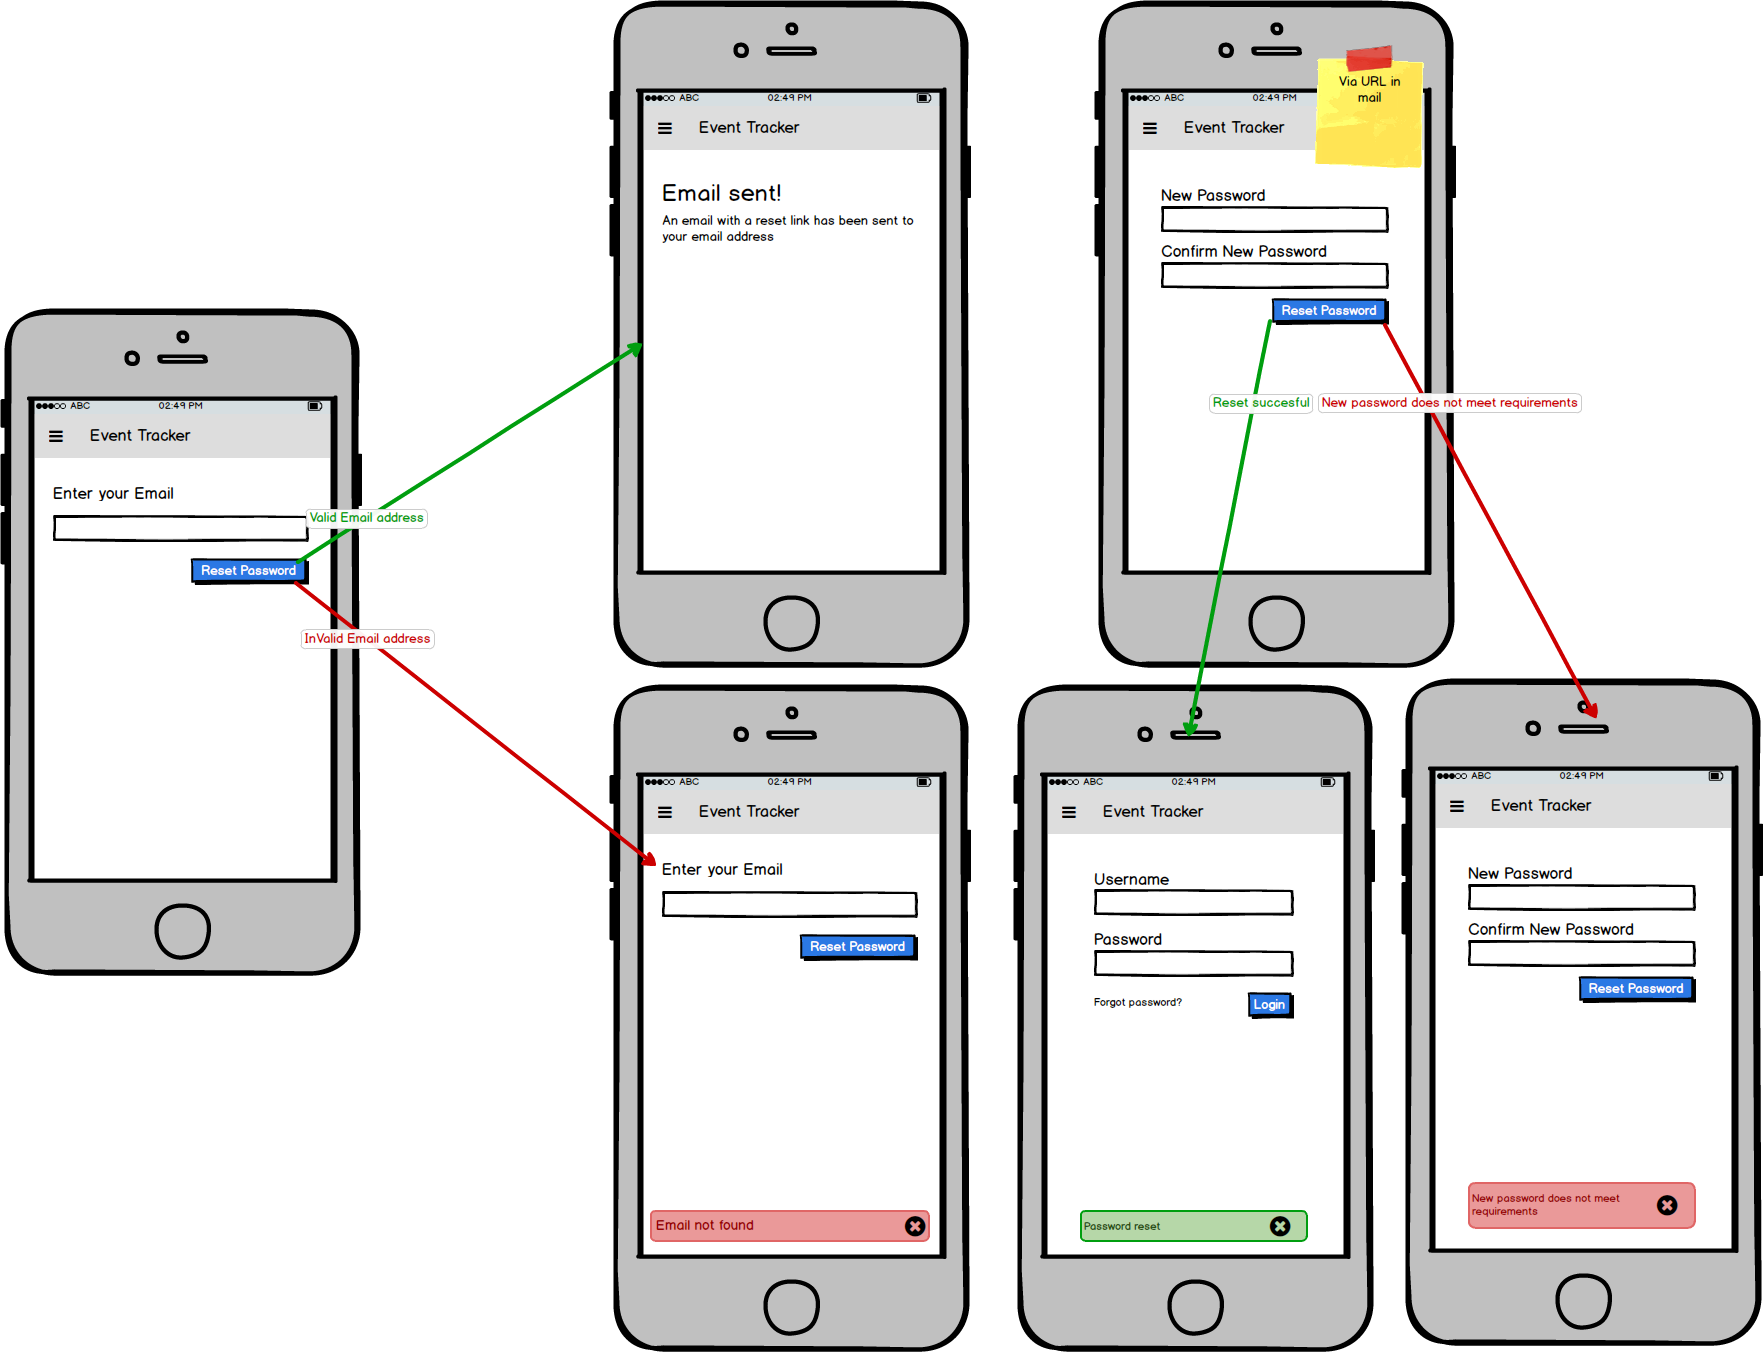 ABC 02:49 PM
Event Tracker
Enter your Email
Reset Password
Valid Email address
InValid Email address
ABC 02:49 PM
Event Tracker
Email sent!
An email with a reset link has been sent to
your email address
ABC 02:49 PM
Event Tracker
Enter your Email
Reset Password
Email not found
ABC 02:49 PM
Via URL in
mail
Event Tracker
New Password
Confirm New Password
Reset Password
Reset succesful
New password does not meet requirements
ABC 02:49 PM
Event Tracker
Username
Password
Forgot password?
Login
Password reset
ABC 02:49 PM
Event Tracker
New Password
Confirm New Password
Reset Password
New password does not meet
requirements